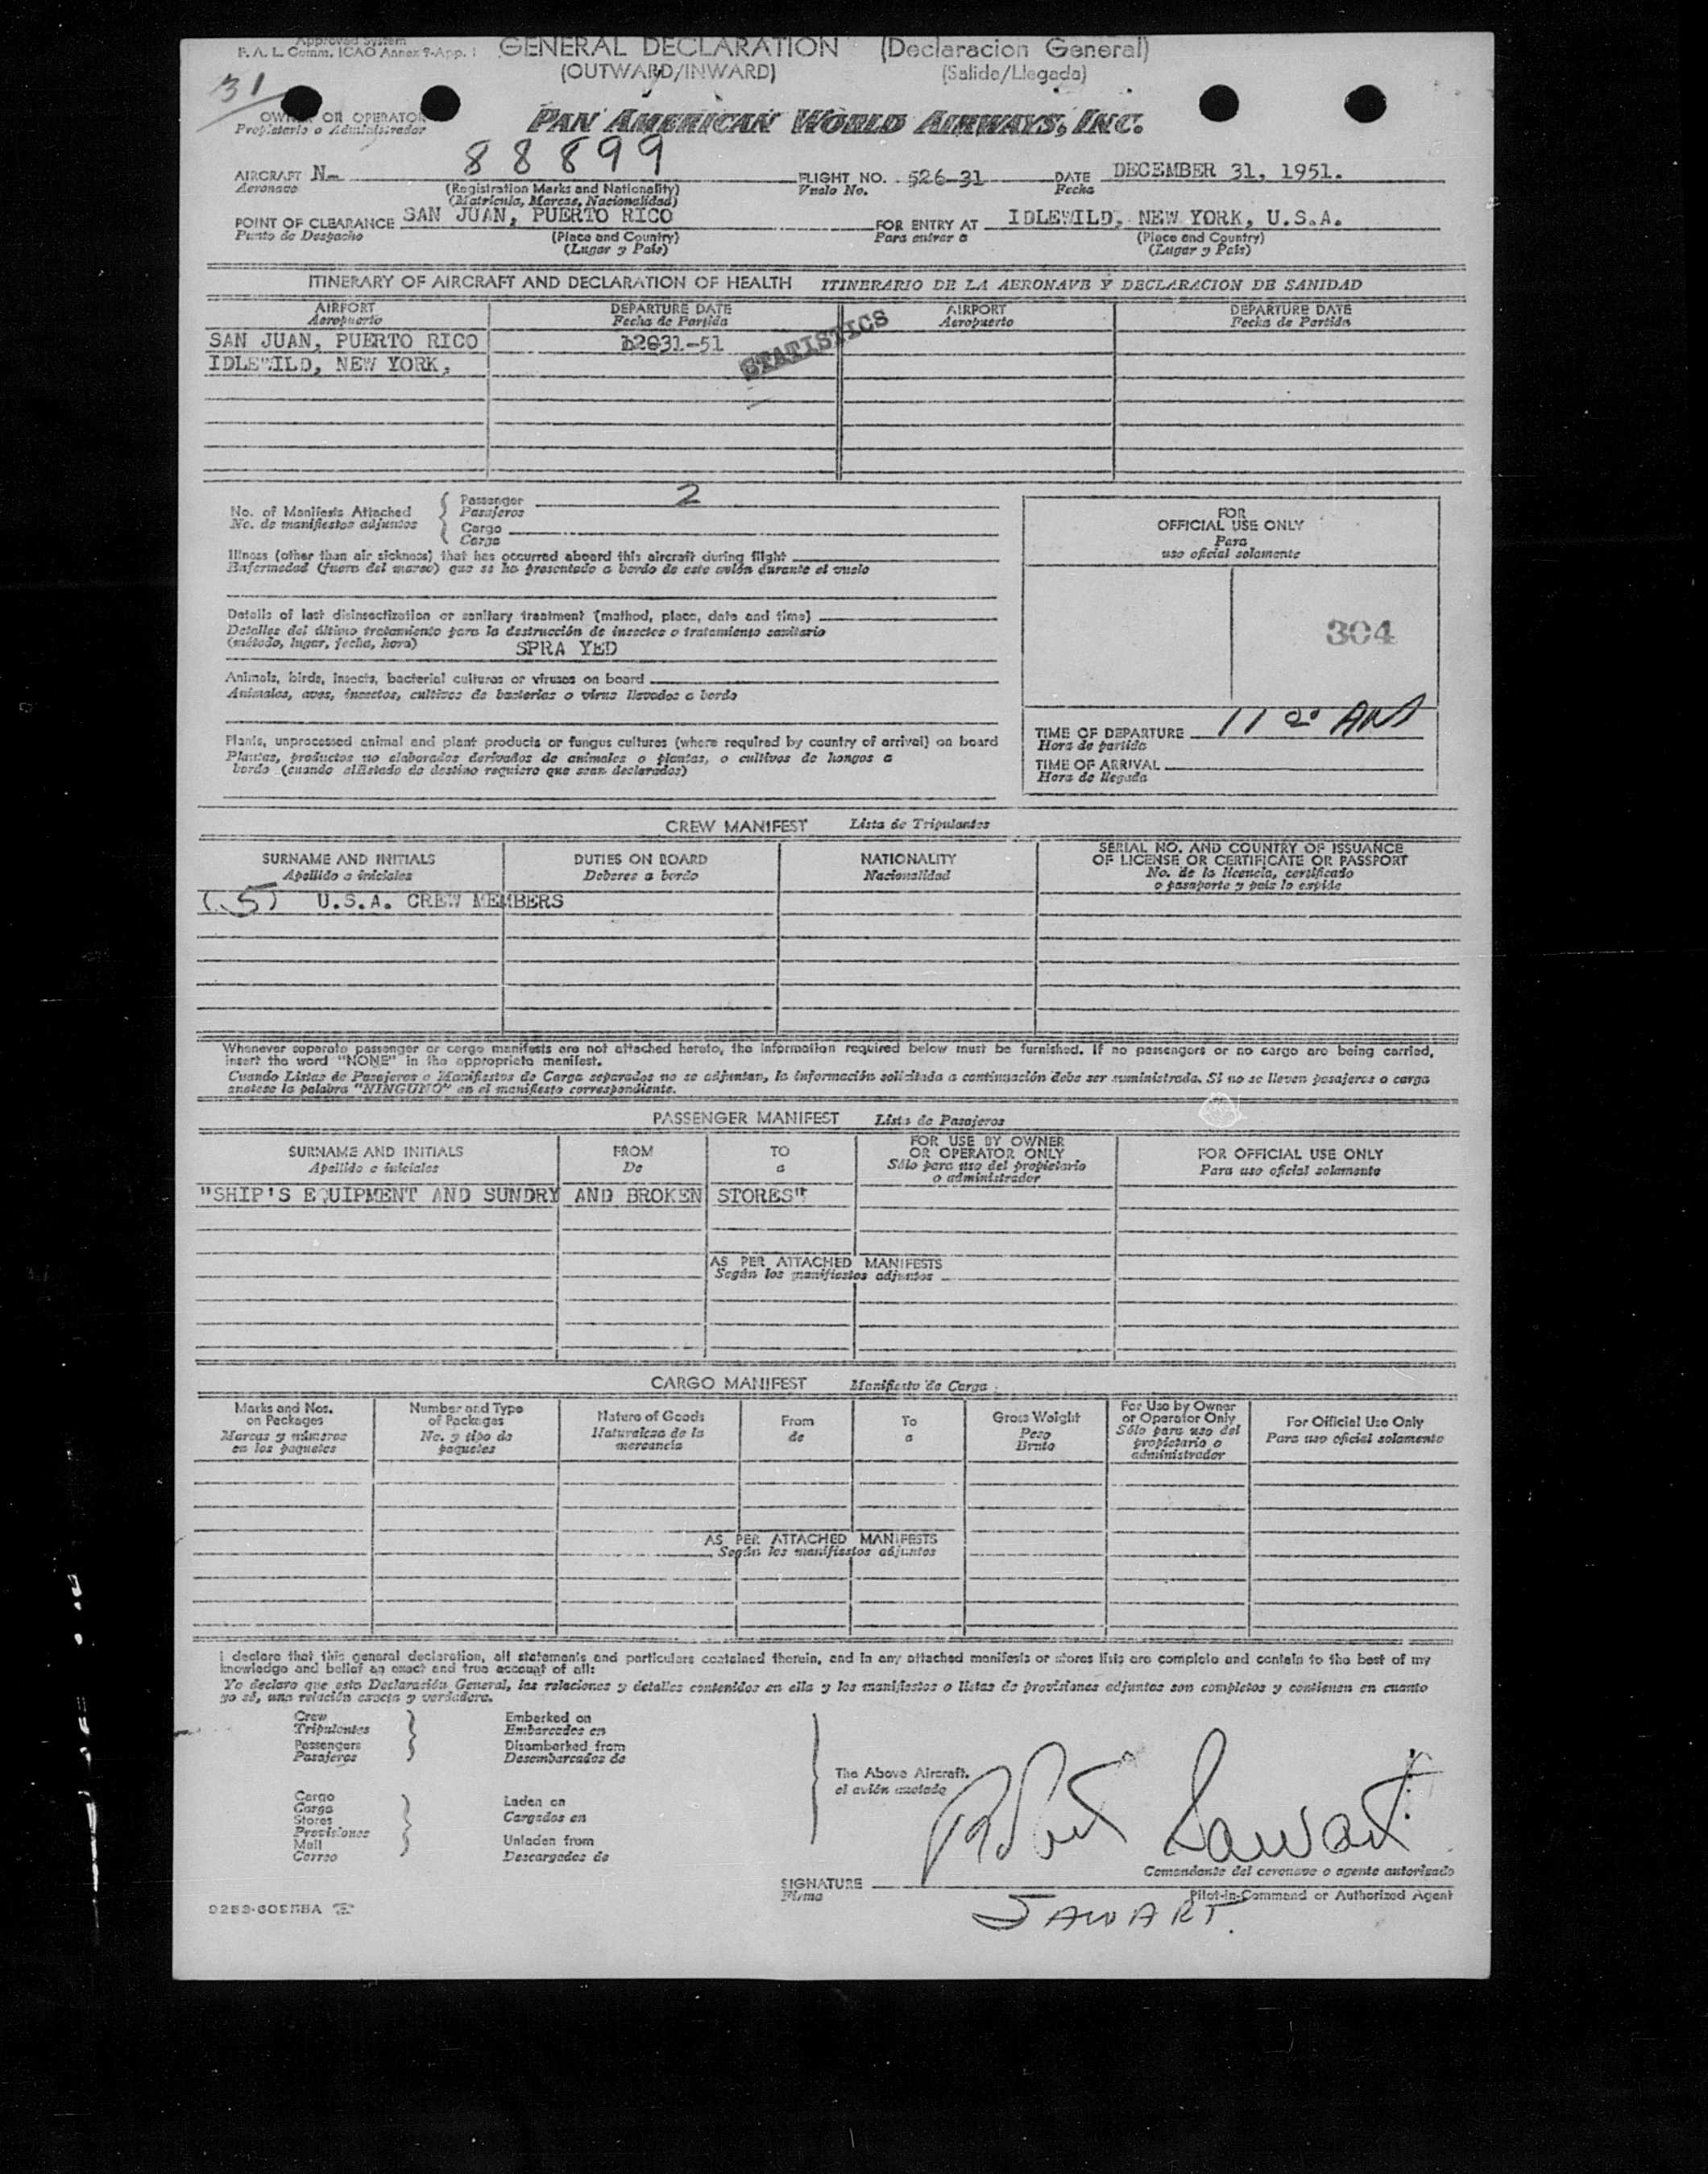 Approved System
F. A. L. Comm. ICAO Annex 9-App. 1
GENERAL DECLARATION (Declaracion General)
(OUTWARD/INWARD) (Salida/Llegada)
31
OWNER OR OPERATOR
Propietario o Administrador
PAN AMERICAN WORLD AIRWAYS, INC.
AIRCRAFT N- 88899 FLIGHT NO. 526-31 DATE DECEMBER 31, 1951.
Aeronave (Registration Marks and Nationality) Vuelo No. Fecha
(Matricula, Marcas, Nacionalidad)
POINT OF CLEARANCE SAN JUAN, PUERTO RICO FOR ENTRY AT IDLEWILD, NEW YORK, U.S.A.
Punto de Despacho (Place and Country) Para entrar a (Place and Country)
(Lugar y País) (Lugar y País)
ITINERARY OF AIRCRAFT AND DECLARATION OF HEALTH ITINERARIO DE LA AERONAVE Y DECLARACION DE SANIDAD
AIRPORT DEPARTURE DATE AIRPORT DEPARTURE DATE
Aeropuerto Fecha de Partida Aeropuerto Fecha de Partida
SAN JUAN, PUERTO RICO 31-51
STATISTICS
IDLEWILD, NEW YORK,
No. of Manifests Attached
No. de manifiestos adjuntos
Passenger 2
Pasajeros
Cargo
Carga
Illness (other than air sickness) that has occurred aboard this aircraft during flight
Enfermedad (fuera del mareo) que se ha presentado a bordo de este avión durante el vuelo
Details of last disinsectization or sanitary treatment (method, place, date and time)
Detalles del último tratamiento para la destrucción de insectos o tratamiento sanitario
(método, lugar, fecha, hora) SPRA YED
Animals, birds, insects, bacterial cultures or viruses on board
Animales, aves, insectos, cultivos de bacterias o virus llevados a bordo
Plants, unprocessed animal and plant products or fungus cultures (where required by country of arrival) on board
Plantas, productos no elaborados derivados de animales o plantas, o cultivos de hongos a
bordo (cuando elEstado de destino requiere que sean declarados)
FOR
OFFICIAL USE ONLY
Para
uso oficial solamente
304
TIME OF DEPARTURE 11 20 AM
Hora de partida
TIME OF ARRIVAL
Hora de llegada
CREW MANIFEST Lista de Tripulantes
SURNAME AND INITIALS DUTIES ON BOARD NATIONALITY SERIAL NO. AND COUNTRY OF ISSUANCE
OF LICENSE OR CERTIFICATE OR PASSPORT
Apellido e iniciales Deberes a bordo Nacionalidad No. de la licencia, certificado
o pasaporte y país lo expide
(5) U.S.A. CREW MEMBERS
Whenever separate passenger or cargo manifests are not attached hereto, the information required below must be furnished. If no passengers or no cargo are being carried,
insert the word "NONE" in the appropriate manifest.
Cuando Listas de Pasajeros o Manifiestos de Carga separados no se adjuntan, la información solicitada a continuación debe ser suministrada. Si no se llevan pasajeros o carga
anótese la palabra "NINGUNO" en el manifiesto correspondiente.
PASSENGER MANIFEST Lista de Pasajeros
SURNAME AND INITIALS FROM TO FOR USE BY OWNER
OR OPERATOR ONLY FOR OFFICIAL USE ONLY
Apellido e iniciales De a Sólo para uso del propietario
o administrador Para uso oficial solamente
"SHIP'S EQUIPMENT AND SUNDRY AND BROKEN STORES"
AS PER ATTACHED MANIFESTS
Según los manifiestos adjuntos
CARGO MANIFEST Manifiesto de Carga
Marks and Nos.
on Packages
Marcas y números
en los paquetes
Number and Type
of Packages
No. y tipo de
paquetes
Nature of Goods
Naturaleza de la
mercancia
From
de
To
a
Gross Weight
Peso
Bruto
For Use by Owner
or Operator Only
Sólo para uso del
propietario o
administrador
For Official Use Only
Para uso oficial solamente
AS PER ATTACHED MANIFESTS
Según los manifiestos adjuntos
I declare that this general declaration, all statements and particulars contained therein, and in any attached manifests or stores lists are complete and contain to the best of my
knowledge and belief an exact and true account of all:
Yo declaro que esta Declaración General, las relaciones y detalles contenidos en ella y los manifiestos o listas de provisiones adjuntos son completos y contienen en cuanto
yo sé, una relación exacta y verdadera.
Crew
Tripulantes
Passengers
Pasajeros
Embarked on
Embarcados en
Disembarked from
Desembarcados de
Cargo
Carga
Stores
Provisiones
Mail
Correo
Laden on
Cargados en
Unladen from
Descargados de
The Above Aircraft.
el avión anotado
Robert Sawart
Comandante del aeronave o agente autorizado
SIGNATURE
Firma
Pilot-in-Command or Authorized Agent
SAWART.